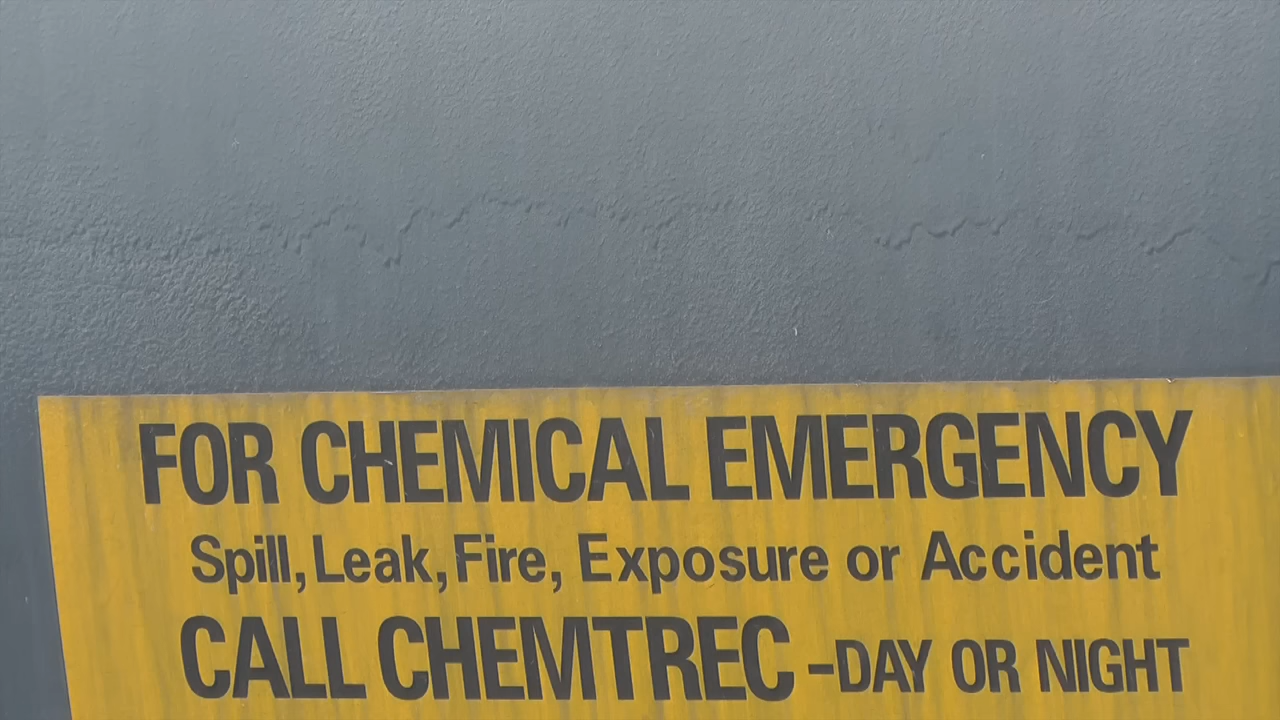 FOR CHEMICAL EMERGENCY
Spill, Leak, Fire, Exposure or Accident
CALL CHEMTREC -DAY OR NIGHT